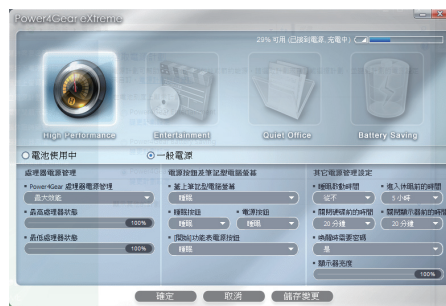 Power4Gear eXtreme
29% 可用 (已接到電源, 充電中)
High Performance
Entertainment
Quiet Office
Battery Saving
電池使用中
一般電源
處理器電源管理
Power4Gear 處理器電源管理
最大效能
最高處理器狀態
100%
最低處理器狀態
100%
電源按鈕及筆記型電腦螢幕
蓋上筆記型電腦螢幕
睡眠
睡眠按鈕
電源按鈕
睡眠
睡眠
[開始]功能表電源按鈕
睡眠
其它電源管理設定
睡眠啟動時間
進入休眠前的時間
從不
5 小時
關閉硬碟前的時間
關閉顯示器前的時間
20 分鐘
20 分鐘
喚醒時需要密碼
是
顯示器亮度
100%
確定
取消
儲存變更